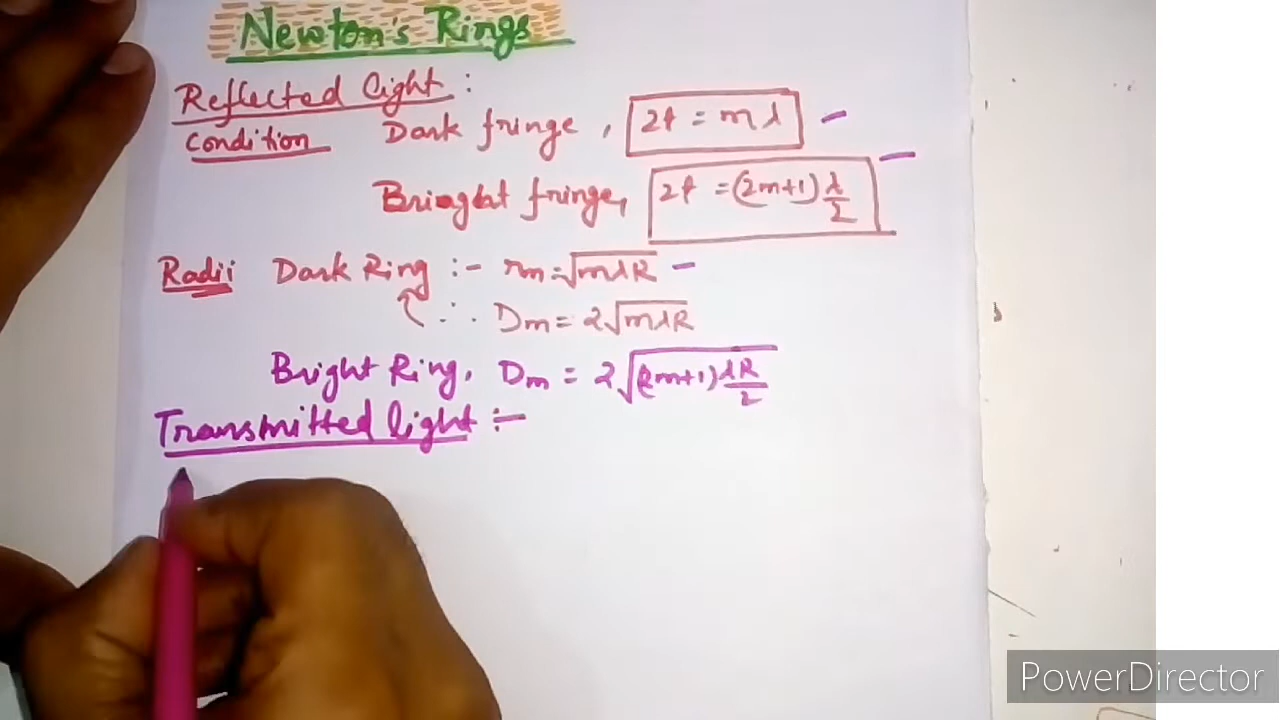 Newton's Rings
Reflected light :
Condition Dark fringe , 2t = mλ
Brioght fringe, 2t = (2m+1) λ/2
Radii Dark Ring :- rm = √mλR
∴ Dm = 2√mλR
Bright Ring, Dm = 2√(2m+1) λR/2
Transmitted light :-
PowerDirector